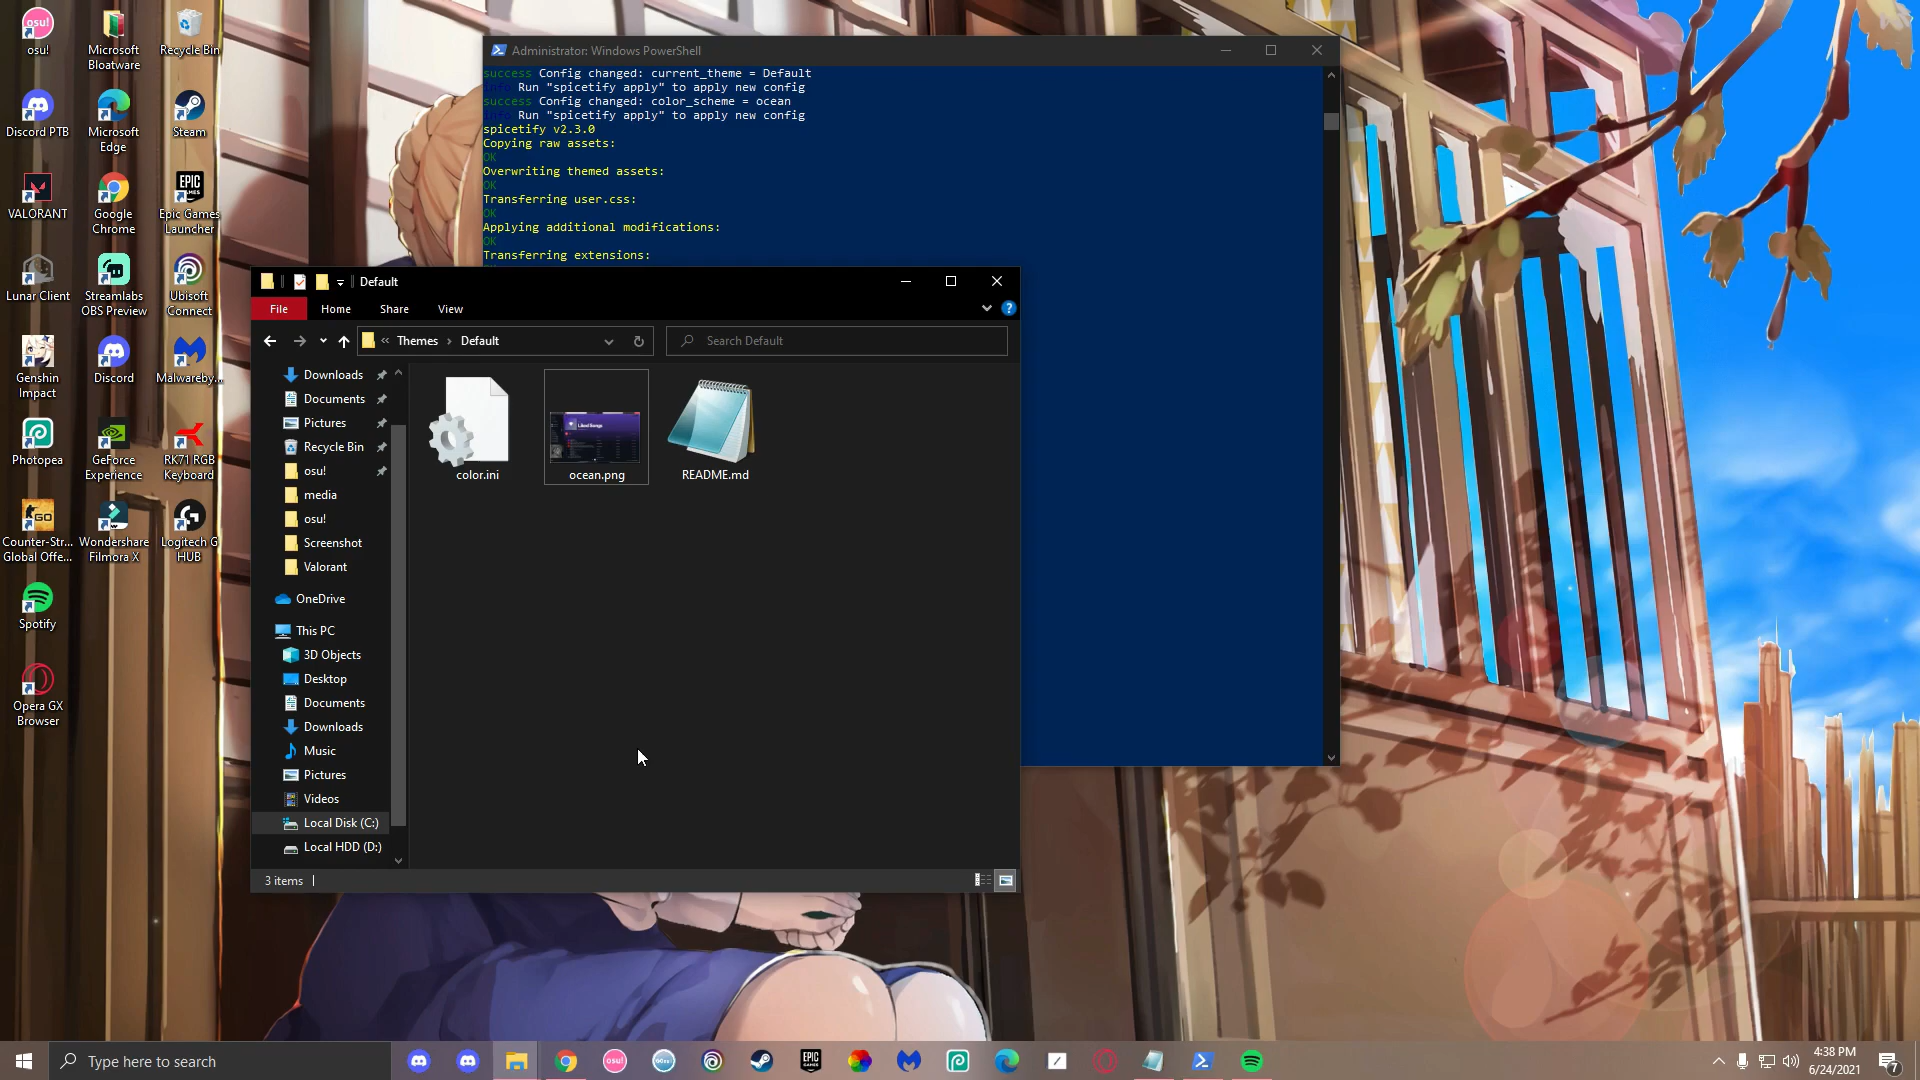 osu!
Microsoft
Bloatware
Recycle Bin
Discord PTB
Microsoft
Edge
Steam
VALORANT
Google
Chrome
Epic Games
Launcher
Lunar Client
Streamlabs
OBS Preview
Ubisoft
Connect
Genshin
Impact
Discord
Malwareby...
Photopea
GeForce
Experience
RK71 RGB
Keyboard
Counter-Str...
Global Offe...
Wondershare
Filmora X
Logitech G
HUB
Spotify
Opera GX
Browser
Administrator: Windows PowerShell
success Config changed: current_theme = Default
info Run "spicetify apply" to apply new config
success Config changed: color_scheme = ocean
info Run "spicetify apply" to apply new config
spicetify v2.3.0
Copying raw assets:
OK
Overwriting themed assets:
OK
Transferring user.css:
OK
Applying additional modifications:
OK
Transferring extensions:
Default
File
Home
Share
View
« Themes › Default
Search Default
Downloads
Documents
Pictures
Recycle Bin
osu!
media
osu!
Screenshot
Valorant
OneDrive
This PC
3D Objects
Desktop
Documents
Downloads
Music
Pictures
Videos
Local Disk (C:)
Local HDD (D:)
Liked Songs
color.ini
ocean.png
README.md
3 items
Type here to search
osu!
EPIC
GAMES
4:38 PM
6/24/2021
7